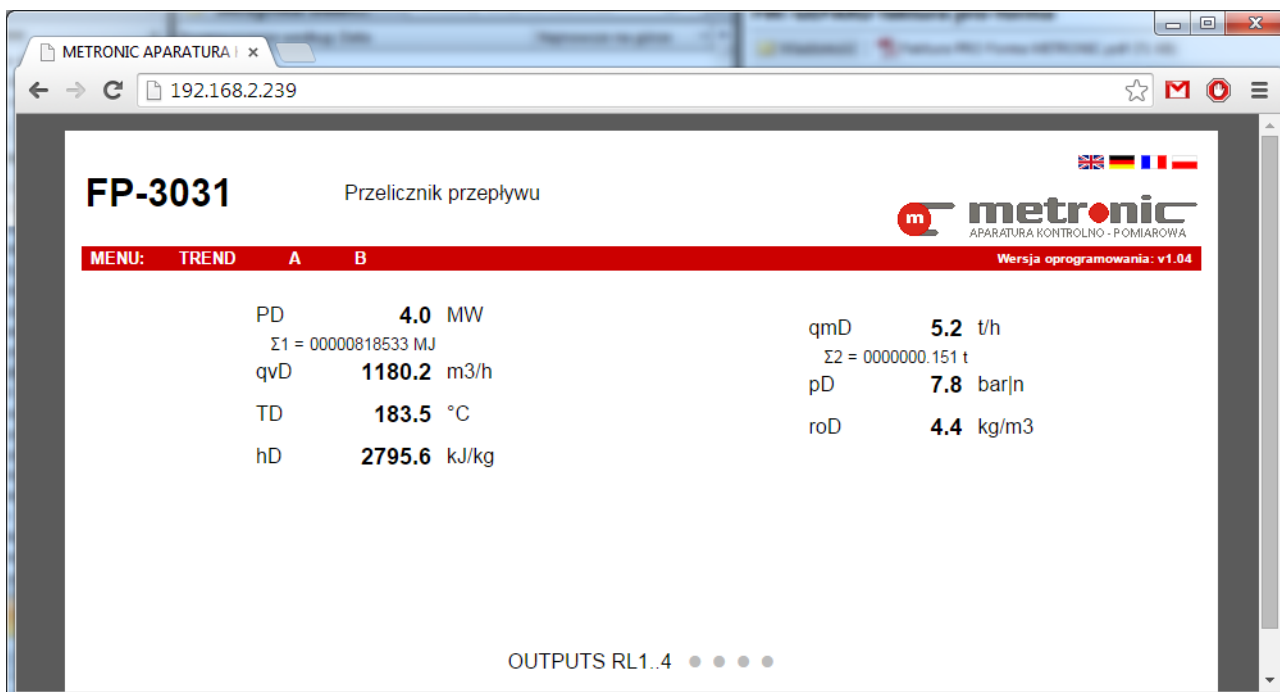 METRONIC APARATURA
192.168.2.239
FP-3031
Przelicznik przepływu
m metronic
APARATURA KONTROLNO - POMIAROWA
MENU: TREND A B
Wersja oprogramowania: v1.04
PD 4.0 MW
Σ1 = 00000818533 MJ
qvD 1180.2 m3/h
TD 183.5 °C
hD 2795.6 kJ/kg
qmD 5.2 t/h
Σ2 = 0000000.151 t
pD 7.8 bar|n
roD 4.4 kg/m3
OUTPUTS RL1..4